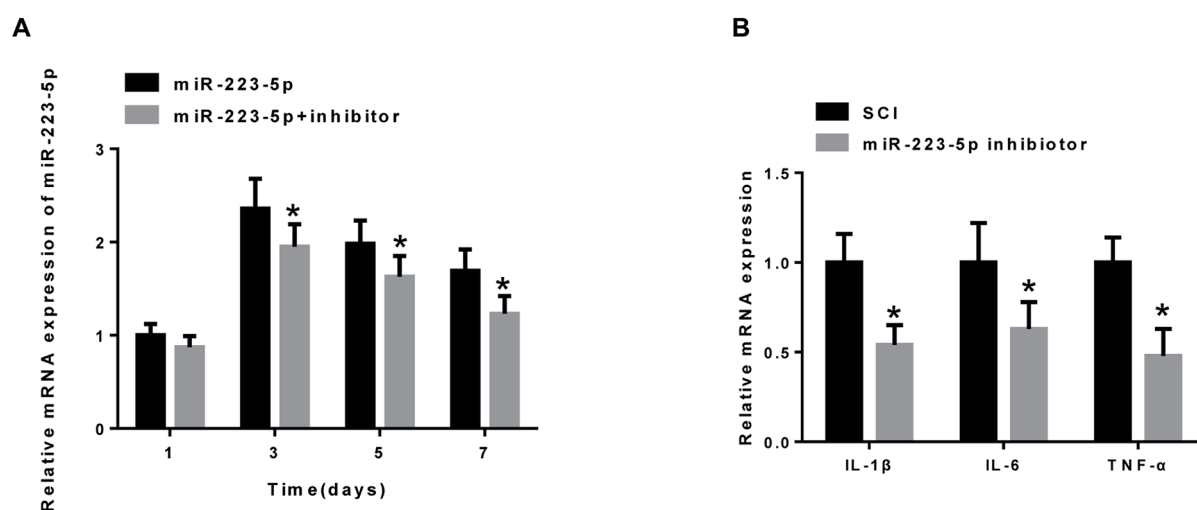 A
miR-223-5p
miR-223-5p+inhibitor
Relative mRNA expression of miR-223-5p
3
2
1
0
1 3 5 7
* * *
Time(days)
B
SCI
miR-223-5p inhibiotor
Relative mRNA expression
1.5
1.0
0.5
0.0
* * *
IL-1β IL-6 TNF-α